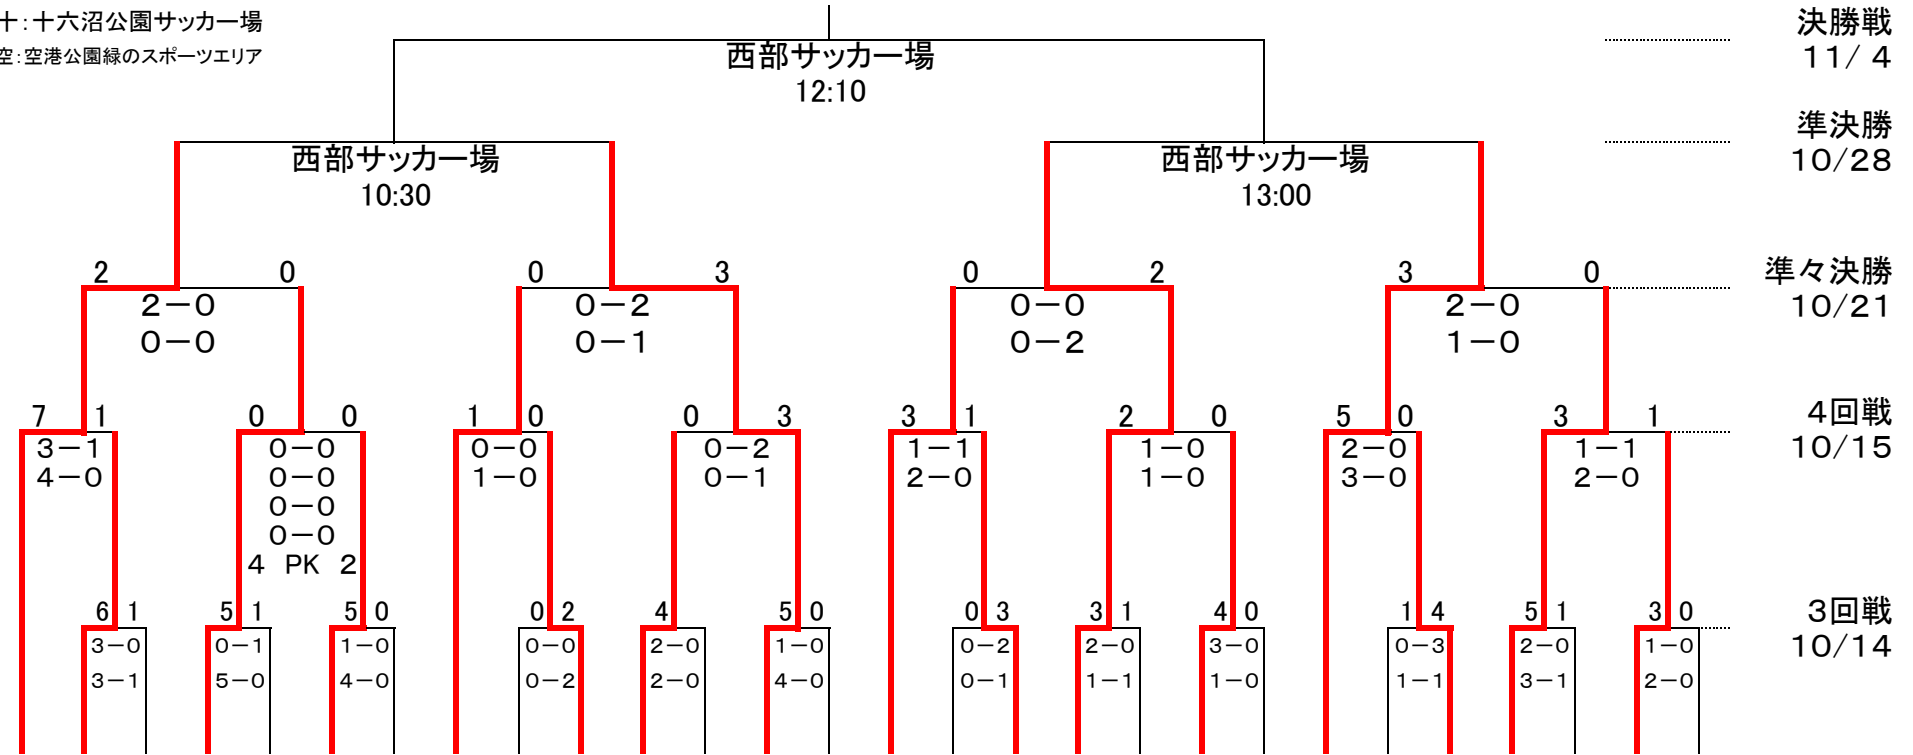 十：十六沼公園サッカー場
空：空港公園緑のスポーツエリア
決勝戦
11/ 4
西部サッカー場
12:10
準決勝
10/28
西部サッカー場
10:30
西部サッカー場
13:00
準々決勝
10/21
2 0 0 3 0 2 3 0
2－0 0－2 0－0 2－0
0－0 0－1 0－2 1－0
4回戦
10/15
7 1 0 0 1 0 0 3 3 1 2 0 5 0 3 1
3－1 0－0 0－0 0－2 1－1 1－0 2－0 1－1
4－0 0－0 1－0 0－1 2－0 1－0 3－0 2－0
0－0
0－0
4 PK 2
3回戦
10/14
6 1 5 1 5 0 0 2 4 5 0 0 3 3 1 4 0 1 4 5 1 3 0
3－0 0－1 1－0 0－0 2－0 1－0 0－2 2－0 3－0 0－3 2－0 1－0
3－1 5－0 4－0 0－2 2－0 4－0 0－1 1－1 1－0 1－1 3－1 2－0